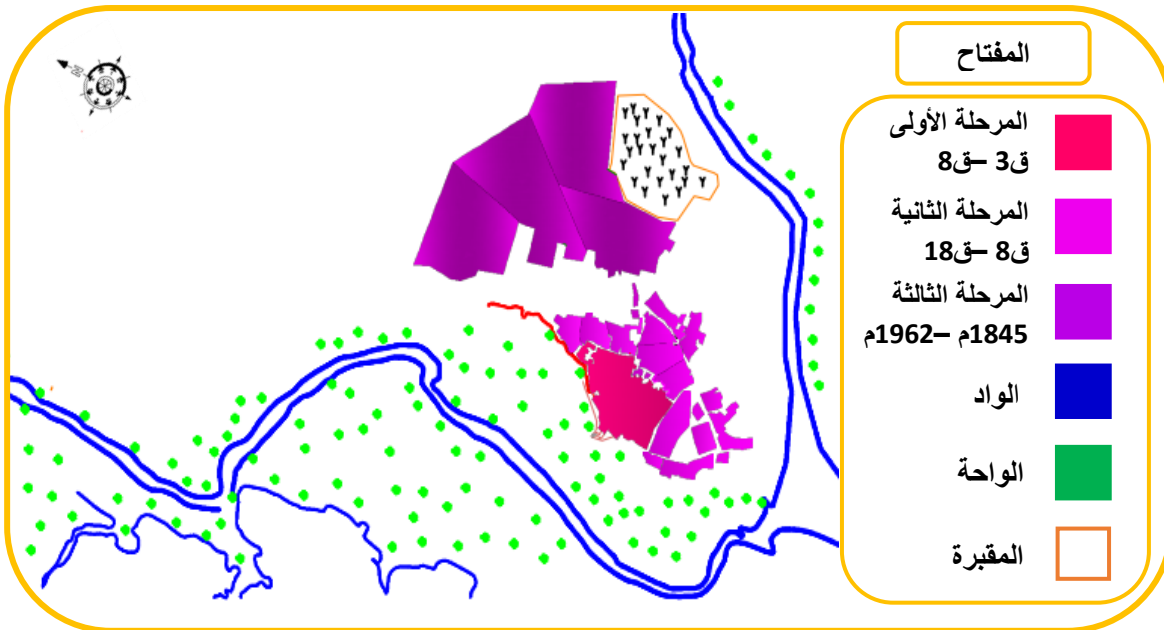 المفتاح
المرحلة الأولى
ق3 –ق8
المرحلة الثانية
ق8 –ق18
المرحلة الثالثة
1845م –1962م
الواد
الواحة
المقبرة
N